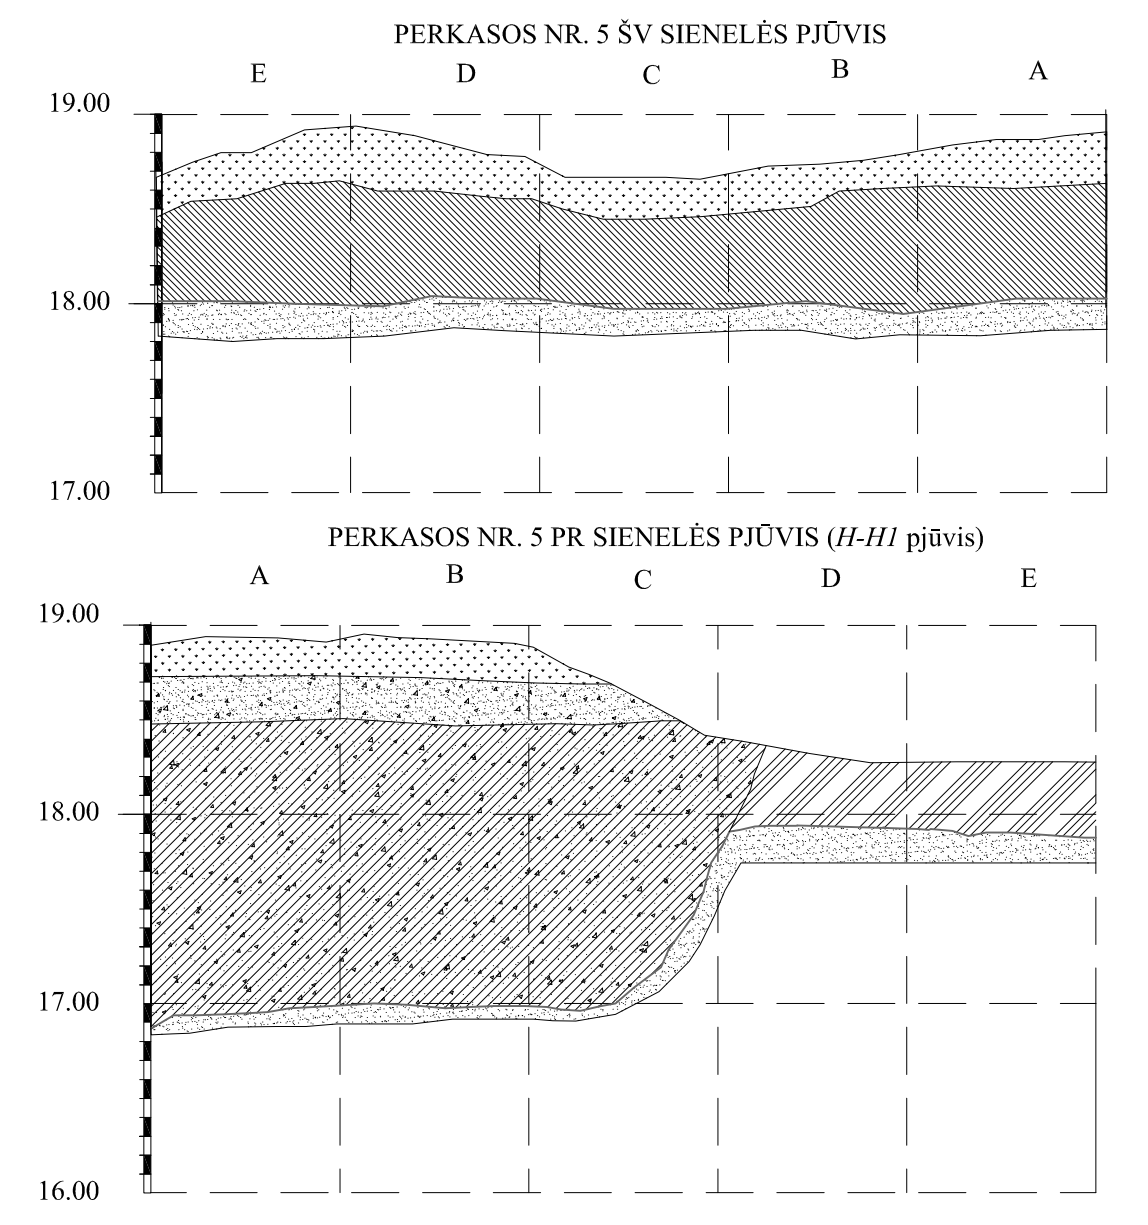 PERKASOS NR. 5 ŠV SIENELĖS PJŪVIS
E D C B A
19.00
18.00
17.00
PERKASOS NR. 5 PR SIENELĖS PJŪVIS (H-H1 pjūvis)
A B C D E
19.00
18.00
17.00
16.00